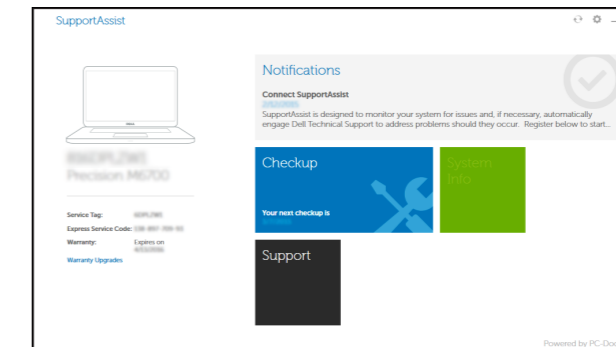 SupportAssist
Notifications
Connect SupportAssist
SupportAssist is designed to monitor your system for issues and, if necessary, automatically
engage Dell Technical Support to address problems should they occur. Register below to start...
Precision M6700
Checkup
System
Info
Service Tag:
Express Service Code:
Warranty: Expires on
Warranty Upgrades
Your next checkup is
Support
Powered by PC-Doc